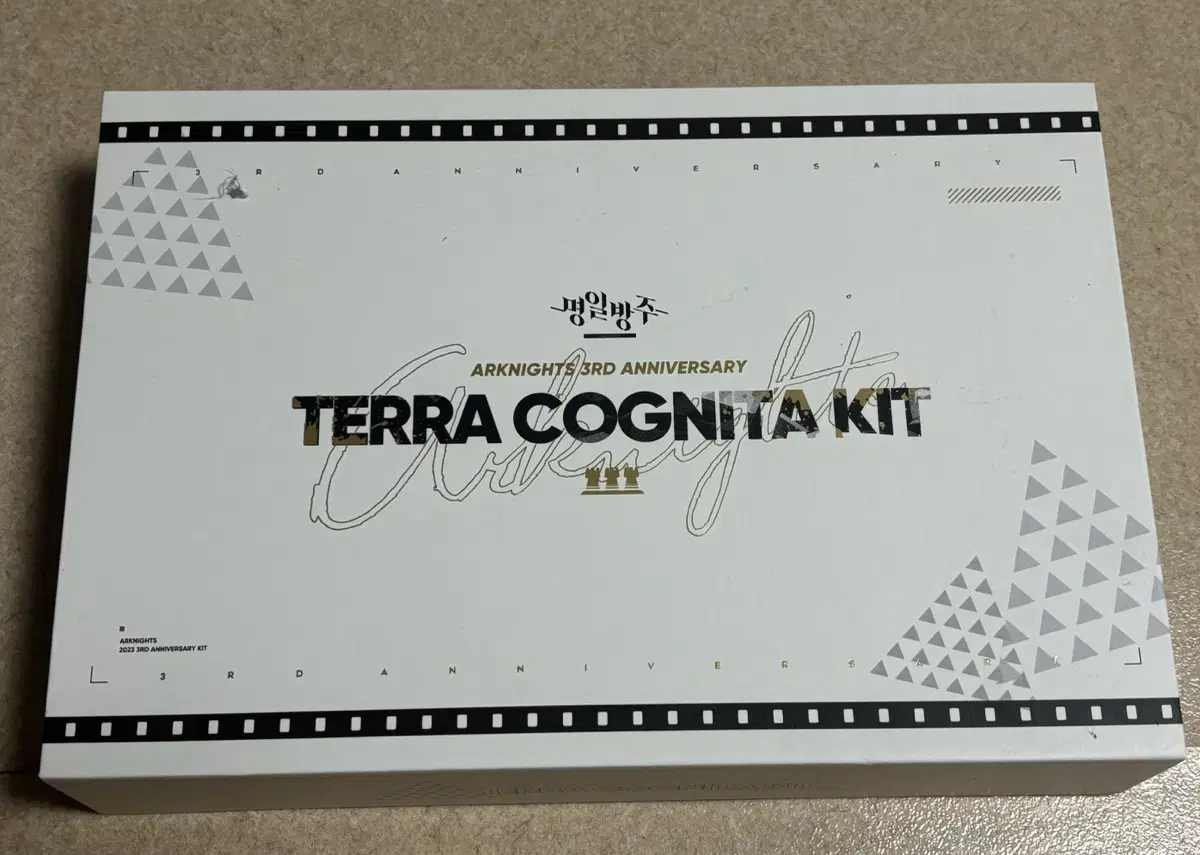 3RD ANNIVERSARY
명일방주
ARKNIGHTS 3RD ANNIVERSARY
TERRA COGNITA KIT
Arknights
ARKNIGHTS
2023 3RD ANNIVERSARY KIT
3RD ANNIVERSARY